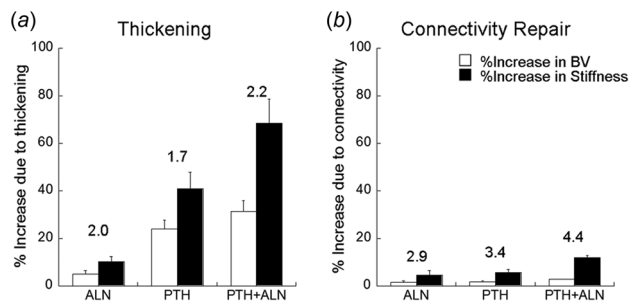 (a) Thickening
% Increase due to thickening
100
80
60
40
20
0
2.0
1.7
2.2
ALN PTH PTH+ALN
(b) Connectivity Repair
% Increase due to connectivity
100
80
60
40
20
0
%Increase in BV
%Increase in Stiffness
2.9
3.4
4.4
ALN PTH PTH+ALN